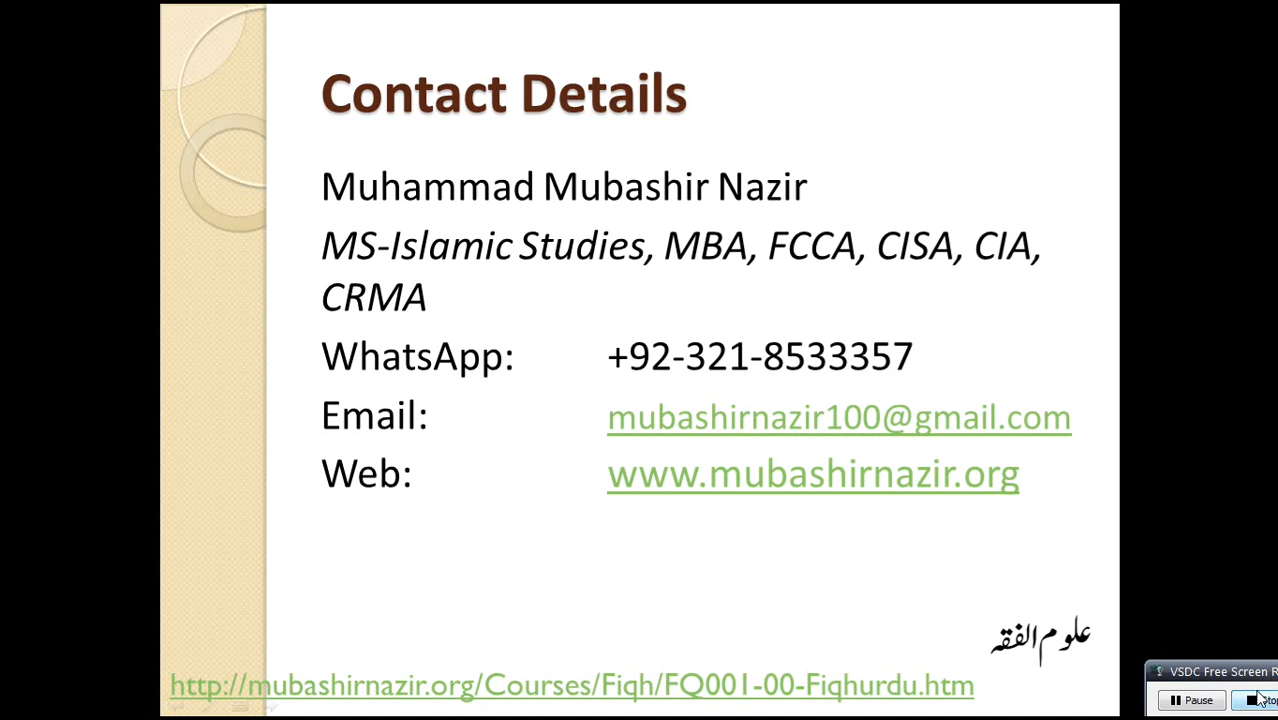 Contact Details
Muhammad Mubashir Nazir
MS-Islamic Studies, MBA, FCCA, CISA, CIA,
CRMA
WhatsApp: +92-321-8533357
Email: mubashirnazir100@gmail.com
Web: www.mubashirnazir.org
علوم الفقہ
http://mubashirnazir.org/Courses/Fiqh/FQ001-00-Fiqhurdu.htm
VSDC Free Screen R
Pause